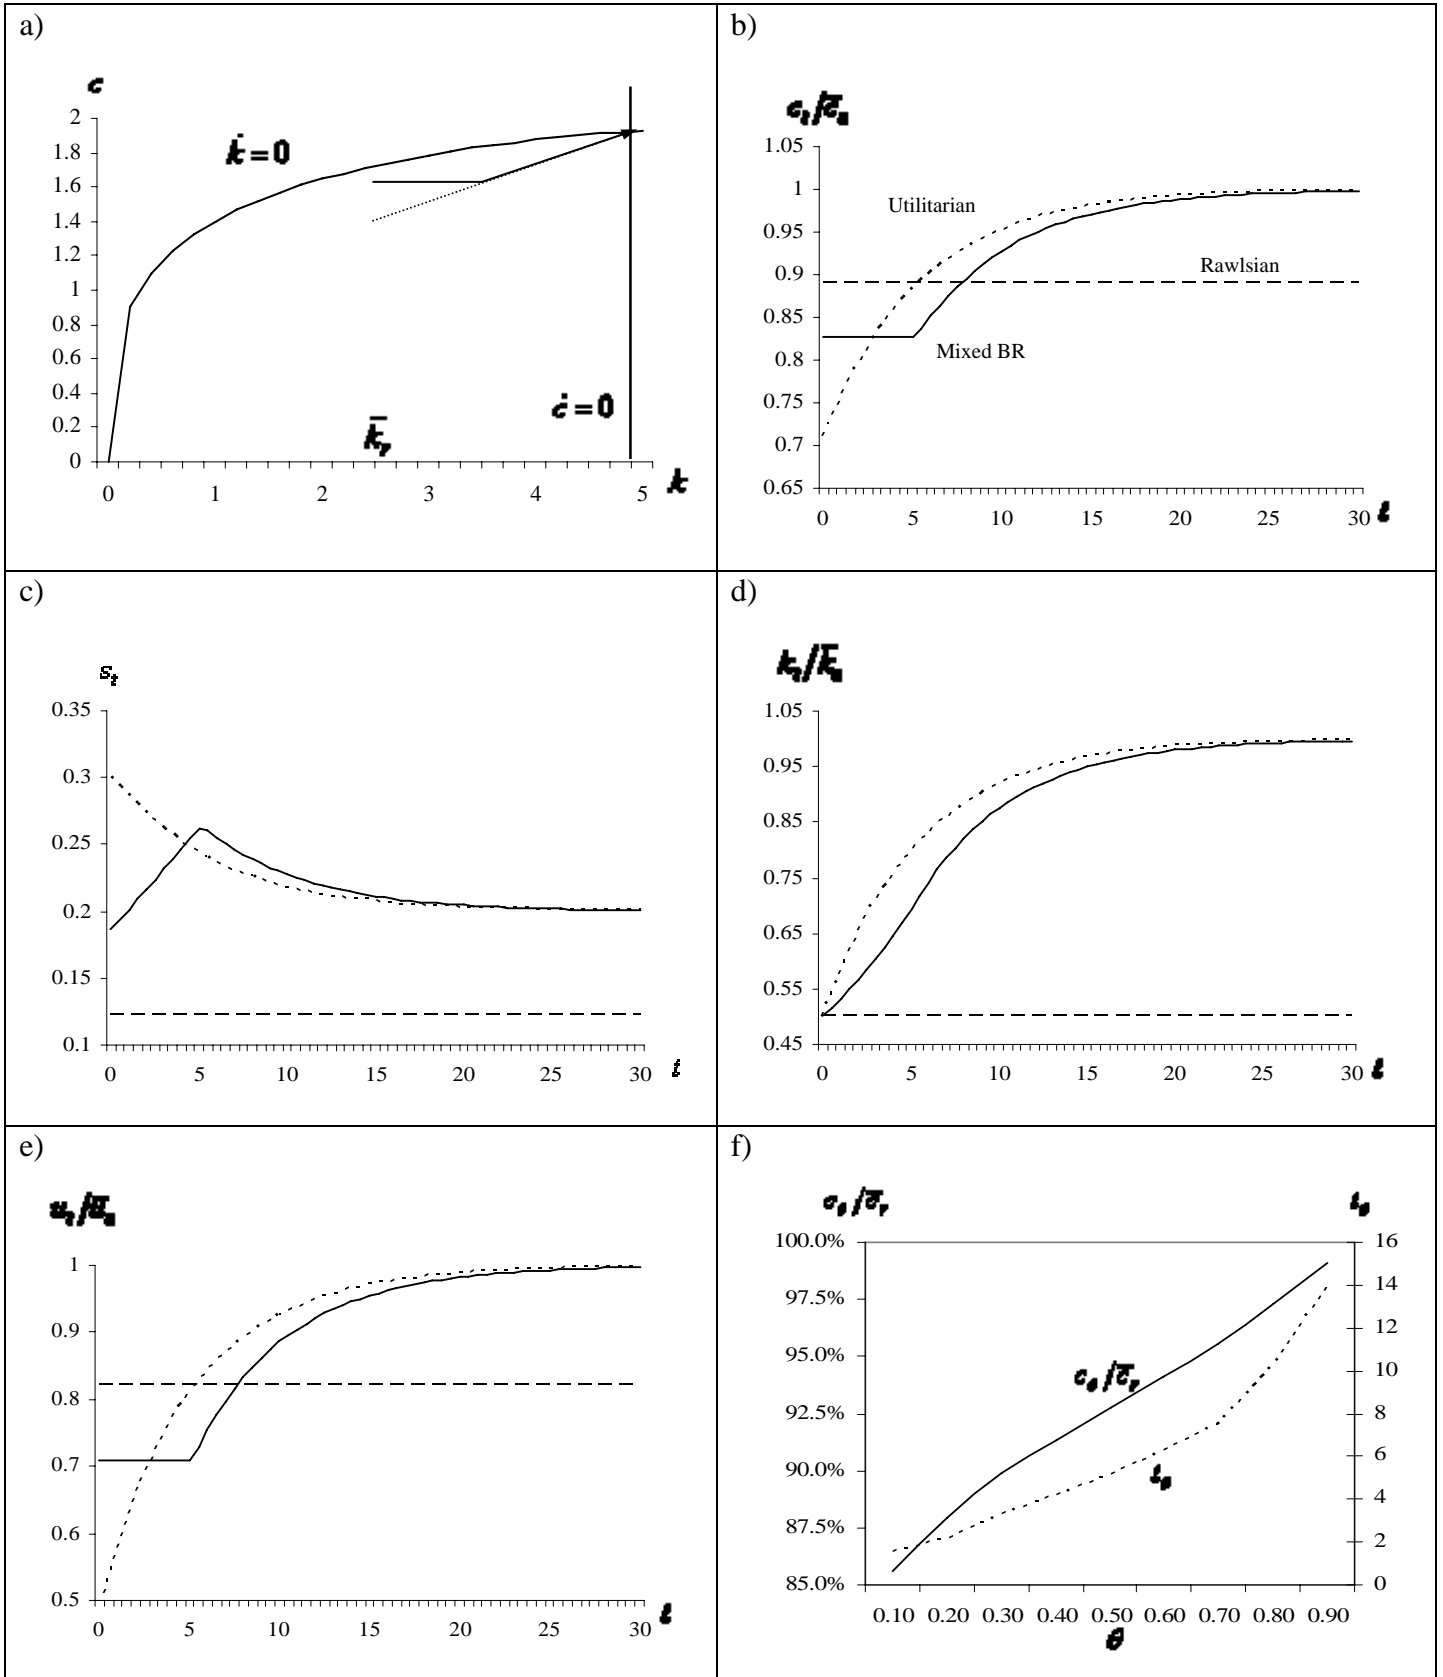 a)
c
2
1.8
1.6
1.4
1.2
1
0.8
0.6
0.4
0.2
0
k̇ = 0
ċ = 0
k̄ᵣ
0 1 2 3 4 5
k
b)
cₜ/c̄ᵤ
1.05
1
0.95
0.9
0.85
0.8
0.75
0.7
0.65
Utilitarian
Rawlsian
Mixed BR
0 5 10 15 20 25 30
t
c)
sₜ
0.35
0.3
0.25
0.2
0.15
0.1
0 5 10 15 20 25 30
t
d)
kₜ/k̄ᵤ
1.05
0.95
0.85
0.75
0.65
0.55
0.45
0 5 10 15 20 25 30
t
e)
uₜ/ūᵤ
1
0.9
0.8
0.7
0.6
0.5
0 5 10 15 20 25 30
t
f)
c_θ/c̄ᵣ t_θ
100.0% 16
97.5% 14
95.0% 12
92.5% 10
90.0% 8
87.5% 6
85.0% 4
2
0
c_θ/c̄ᵣ
t_θ
0.10 0.20 0.30 0.40 0.50 0.60 0.70 0.80 0.90
θ